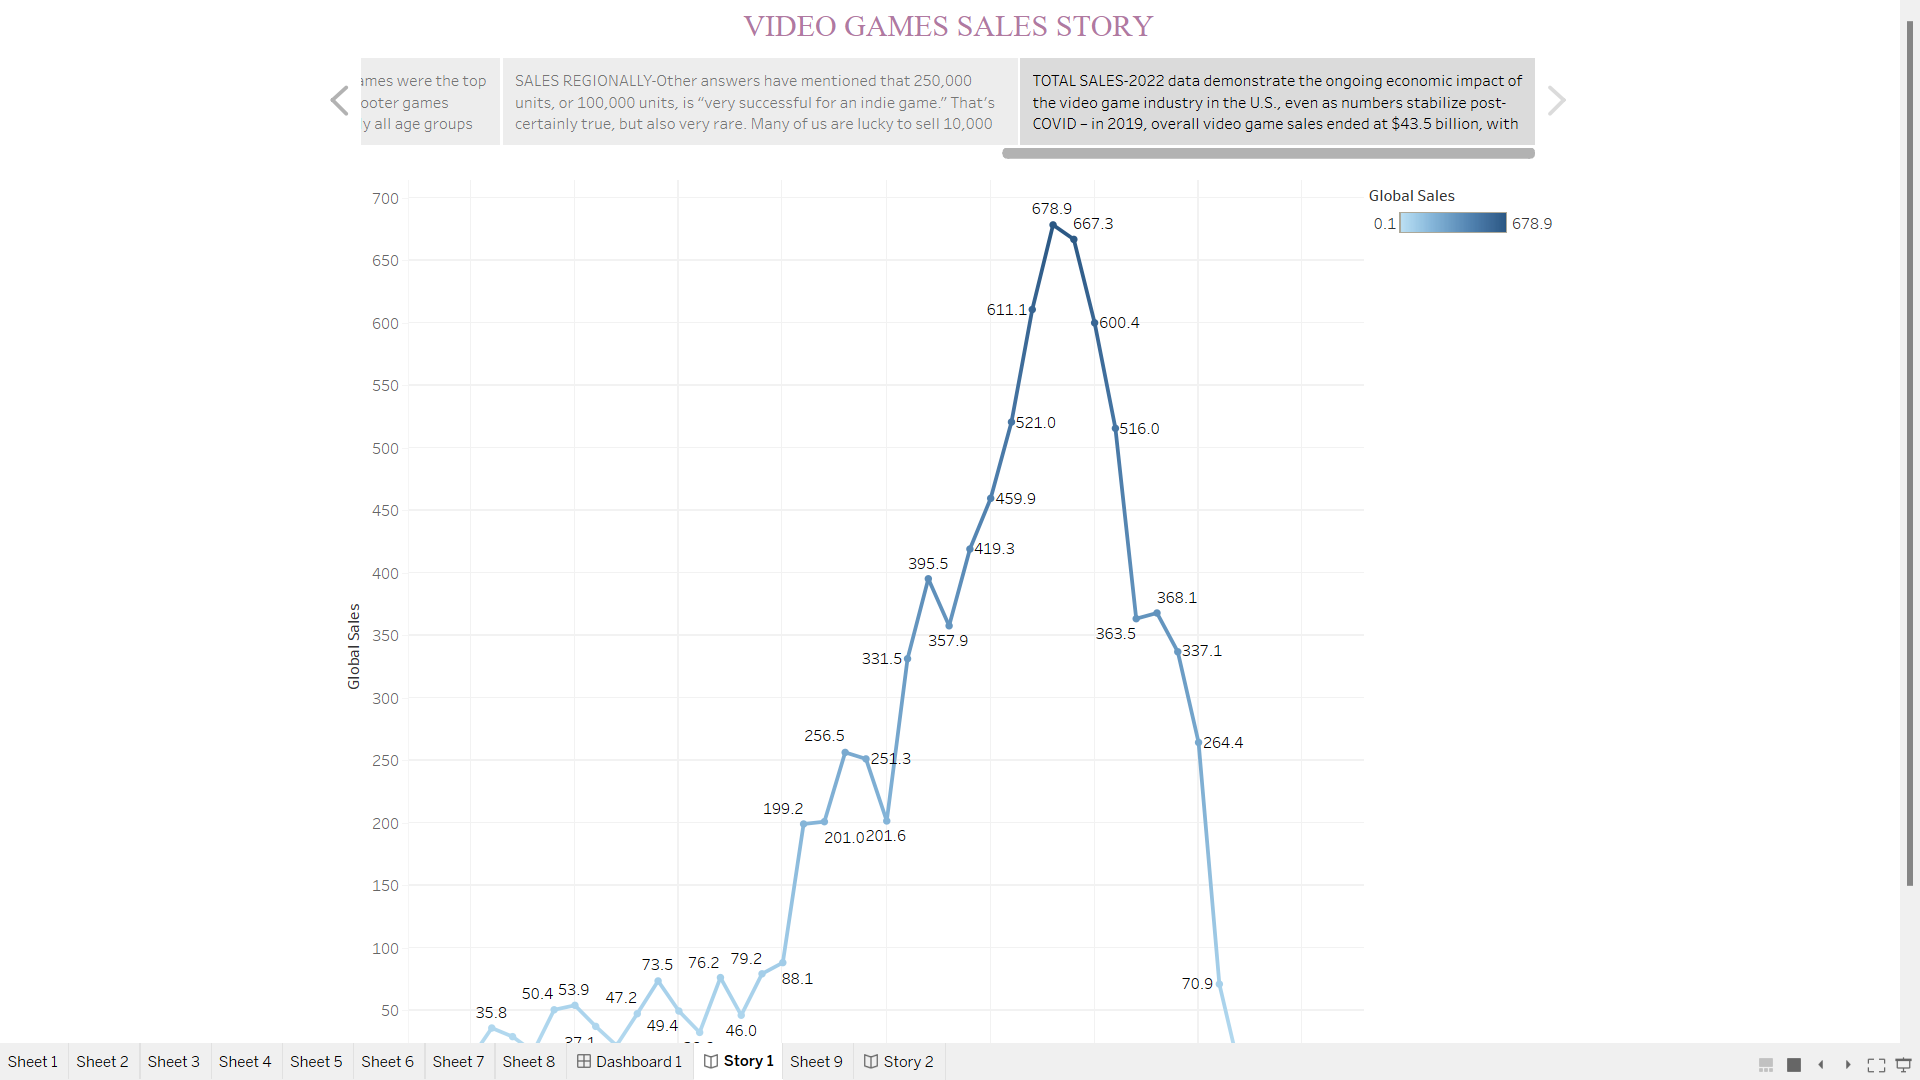 VIDEO GAMES SALES STORY
ames were the top
ooter games
y all age groups
SALES REGIONALLY-Other answers have mentioned that 250,000
units, or 100,000 units, is “very successful for an indie game.” That’s
certainly true, but also very rare. Many of us are lucky to sell 10,000
TOTAL SALES-2022 data demonstrate the ongoing economic impact of
the video game industry in the U.S., even as numbers stabilize post-
COVID – in 2019, overall video game sales ended at $43.5 billion, with
Global Sales
0.1
678.9
700
650
600
550
500
450
400
350
300
250
200
150
100
50
Global Sales
678.9
667.3
611.1
600.4
521.0
516.0
459.9
419.3
395.5
368.1
357.9
363.5
331.5
337.1
256.5
251.3
264.4
199.2
201.0
201.6
70.9
73.5
76.2
79.2
88.1
50.4
53.9
47.2
35.8
49.4
46.0
37.1
Sheet 1
Sheet 2
Sheet 3
Sheet 4
Sheet 5
Sheet 6
Sheet 7
Sheet 8
Dashboard 1
Story 1
Sheet 9
Story 2